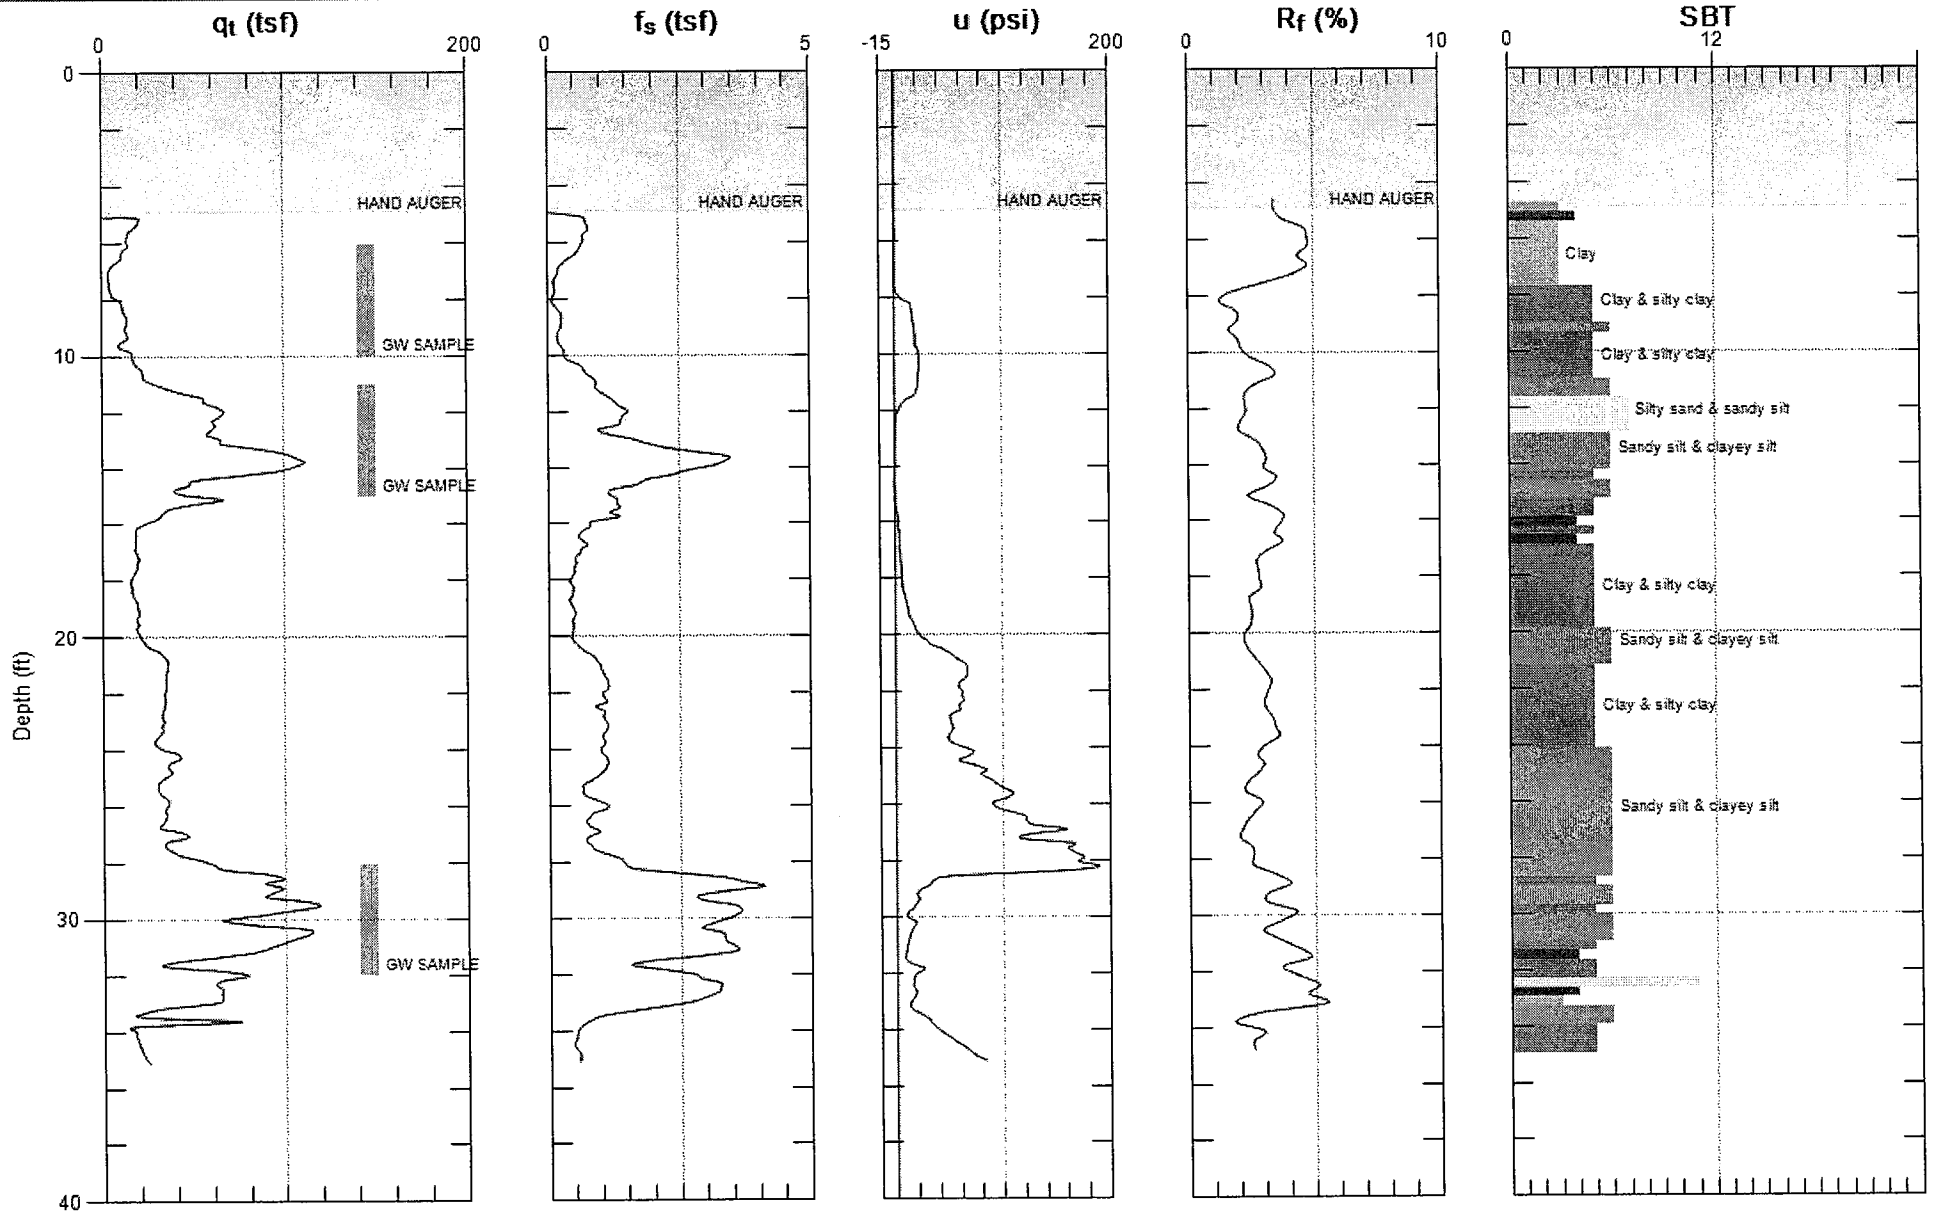 qt (tsf)
fs (tsf)
u (psi)
Rf (%)
SBT
0 200
0 5
-15 200
0 10
0 12
0
HAND AUGER
HAND AUGER
HAND AUGER
HAND AUGER
Clay
Clay & silty clay
GW SAMPLE
10
Clay & silty clay
Silty sand & sandy silt
Sandy silt & clayey silt
GW SAMPLE
Clay & silty clay
20
Sandy silt & clayey silt
Depth (ft)
Clay & silty clay
Sandy silt & clayey silt
30
GW SAMPLE
40